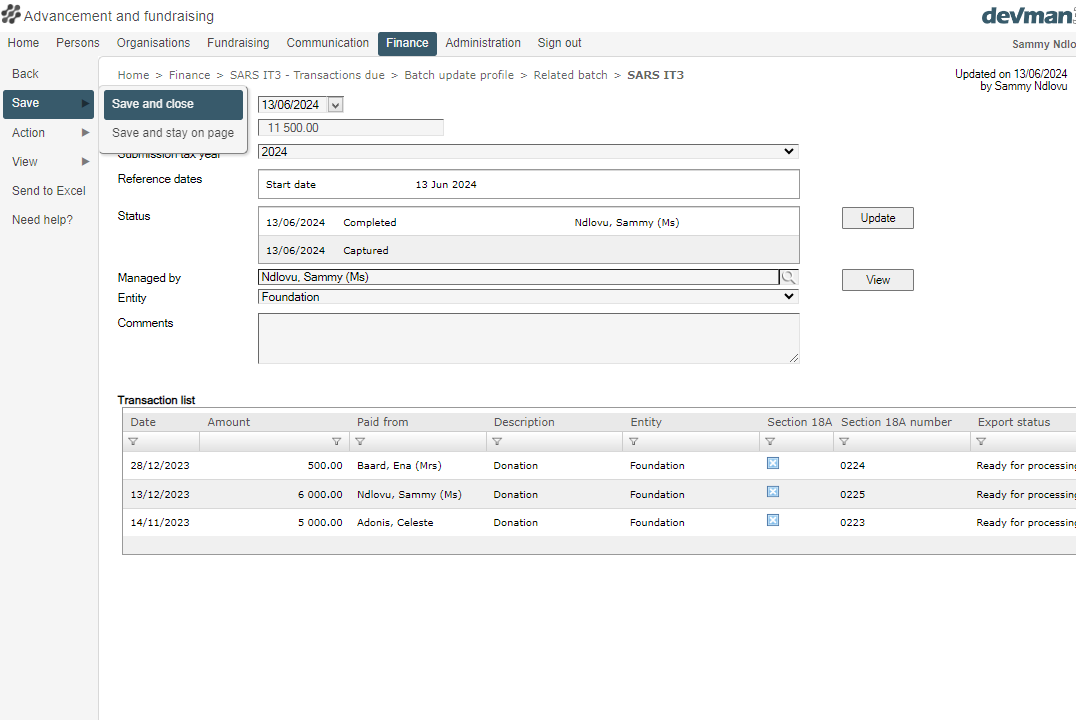 Advancement and fundraising
devman
Home Persons Organisations Fundraising Communication Finance Administration Sign out
Sammy Ndlo
Back
Save
Action
View
Send to Excel
Need help?
Save and close
Save and stay on page
Home > Finance > SARS IT3 - Transactions due > Batch update profile > Related batch > SARS IT3
Updated on 13/06/2024
by Sammy Ndlovu
13/06/2024
11 500.00
Submission tax year 2024
Reference dates Start date 13 Jun 2024
Status 13/06/2024 Completed Ndlovu, Sammy (Ms) Update
13/06/2024 Captured
Managed by Ndlovu, Sammy (Ms) View
Entity Foundation
Comments
Transaction list
Date Amount Paid from Description Entity Section 18A Section 18A number Export status
28/12/2023 500.00 Baard, Ena (Mrs) Donation Foundation 0224 Ready for processing
13/12/2023 6 000.00 Ndlovu, Sammy (Ms) Donation Foundation 0225 Ready for processing
14/11/2023 5 000.00 Adonis, Celeste Donation Foundation 0223 Ready for processing